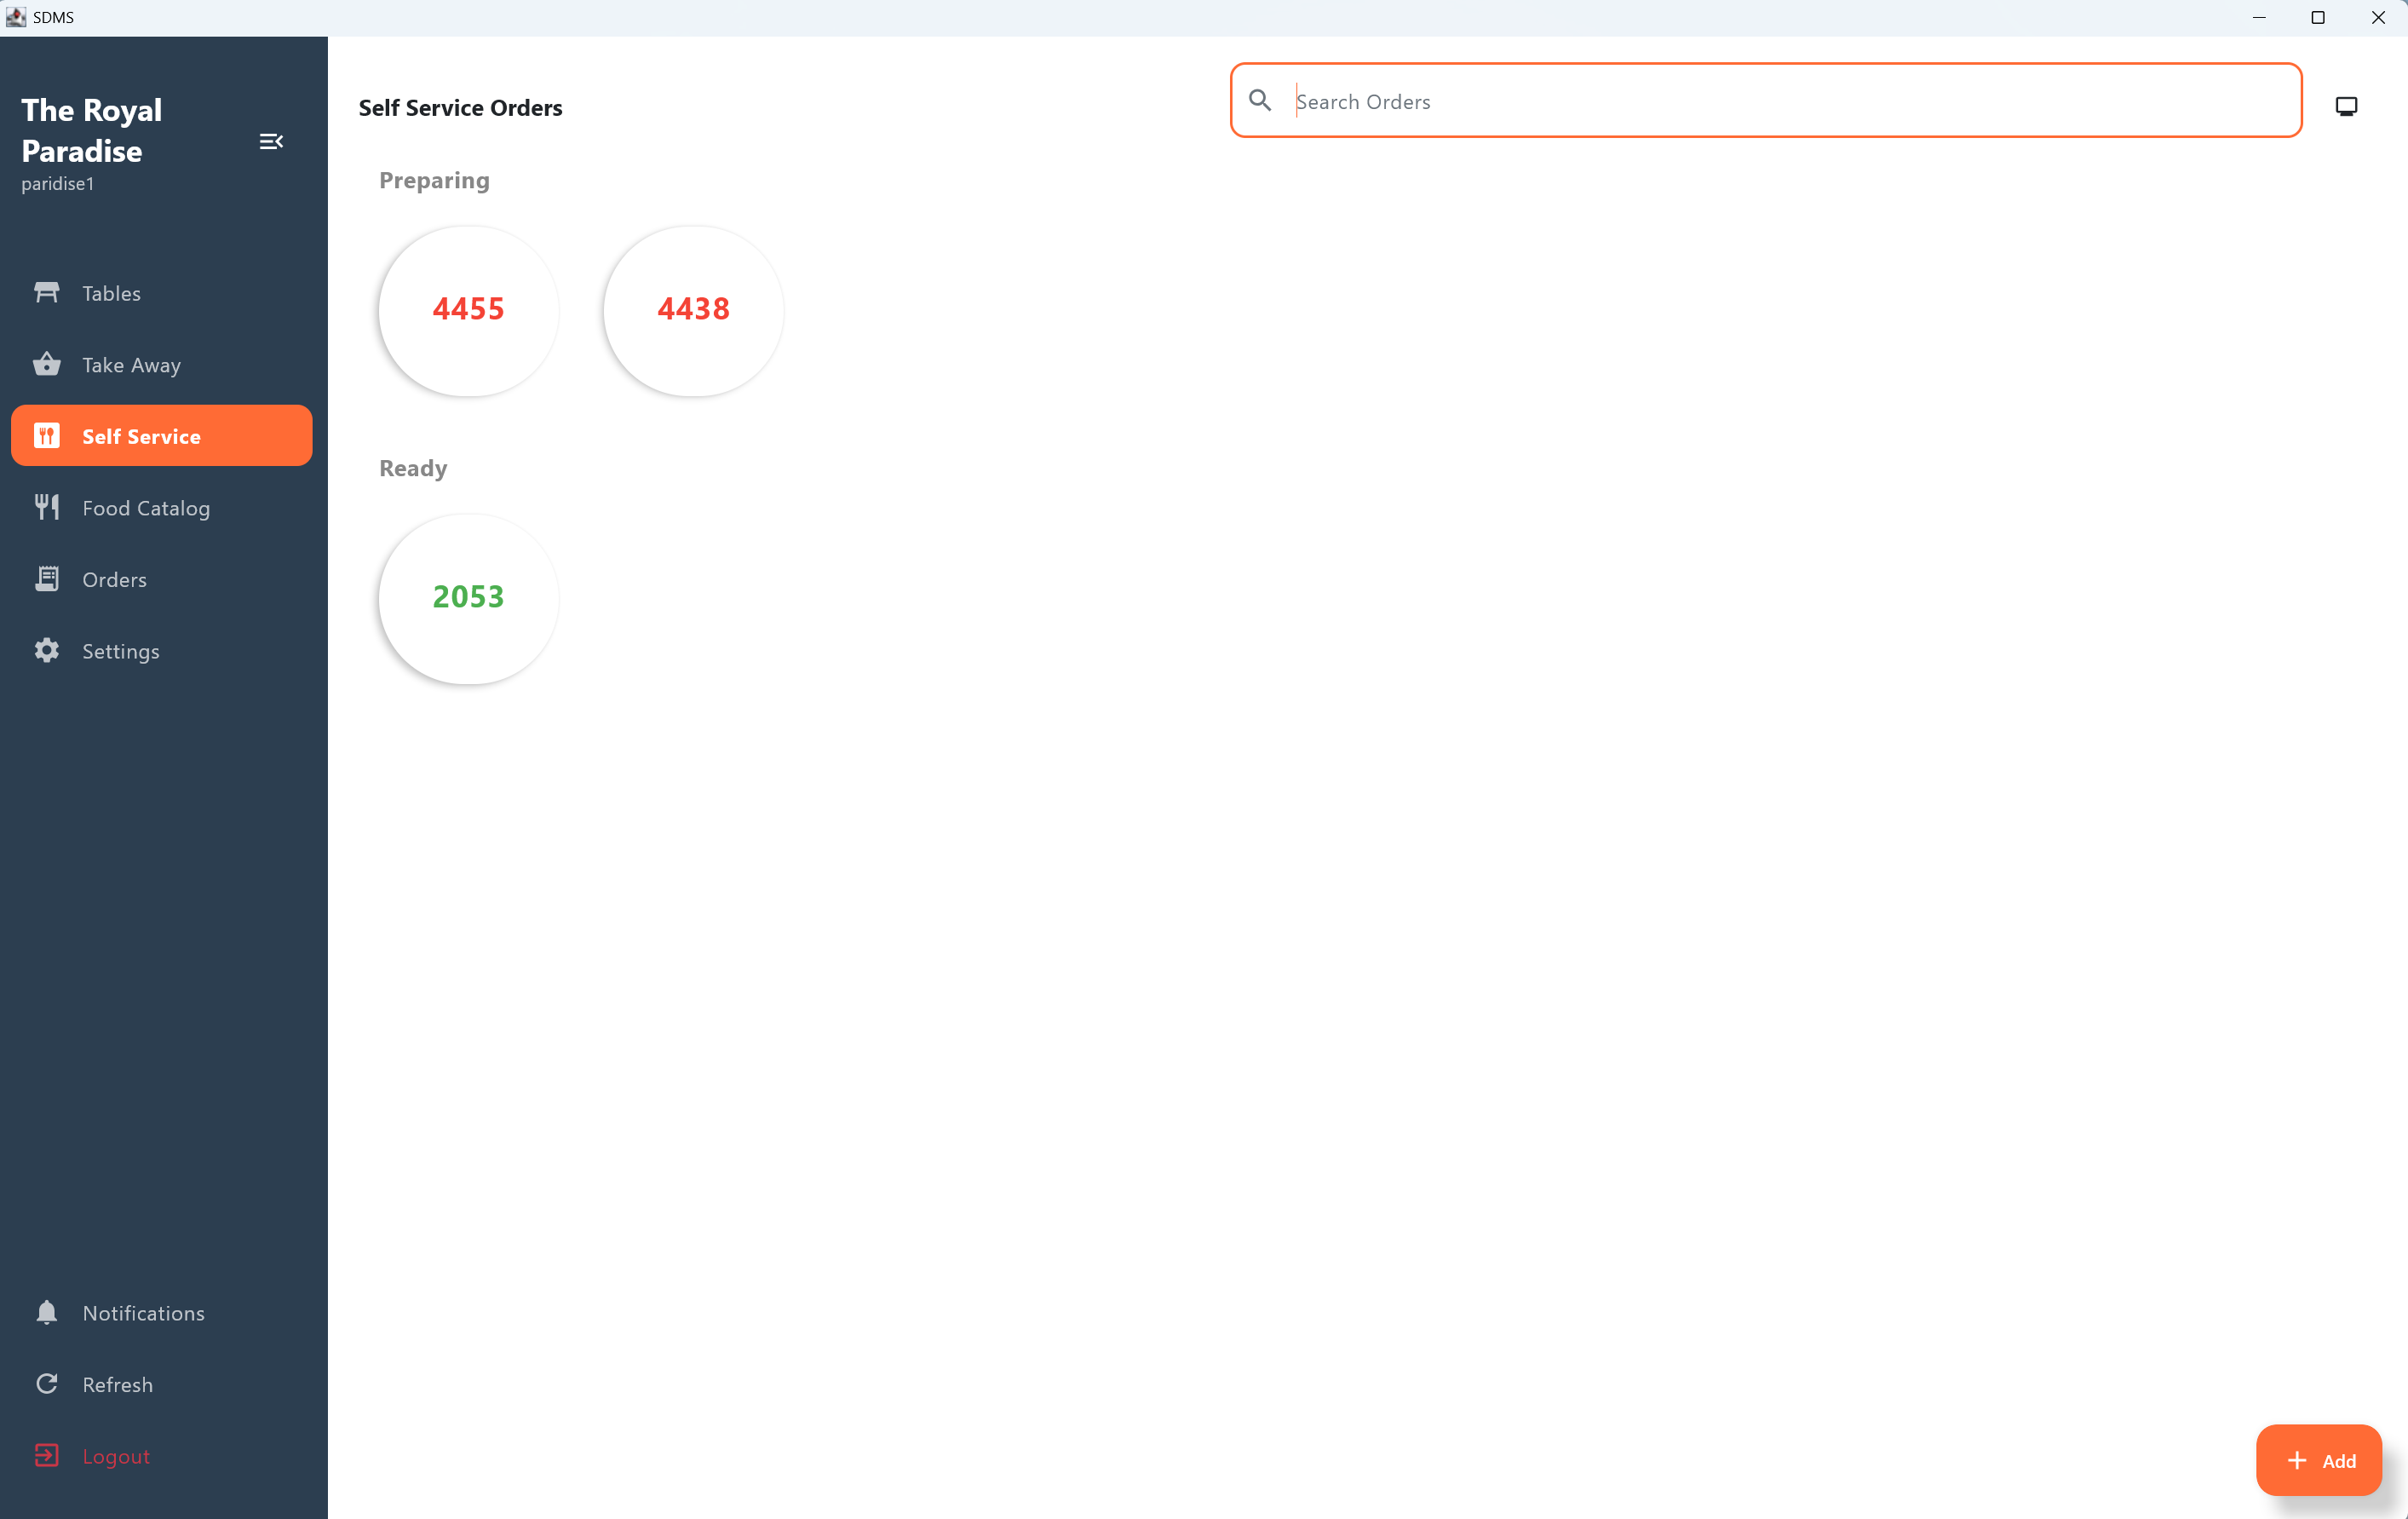 SDMS
The Royal
Paradise
paridise1
Tables
Take Away
Self Service
Food Catalog
Orders
Settings
Notifications
Refresh
Logout
Self Service Orders
Search Orders
Preparing
4455
4438
Ready
2053
Add